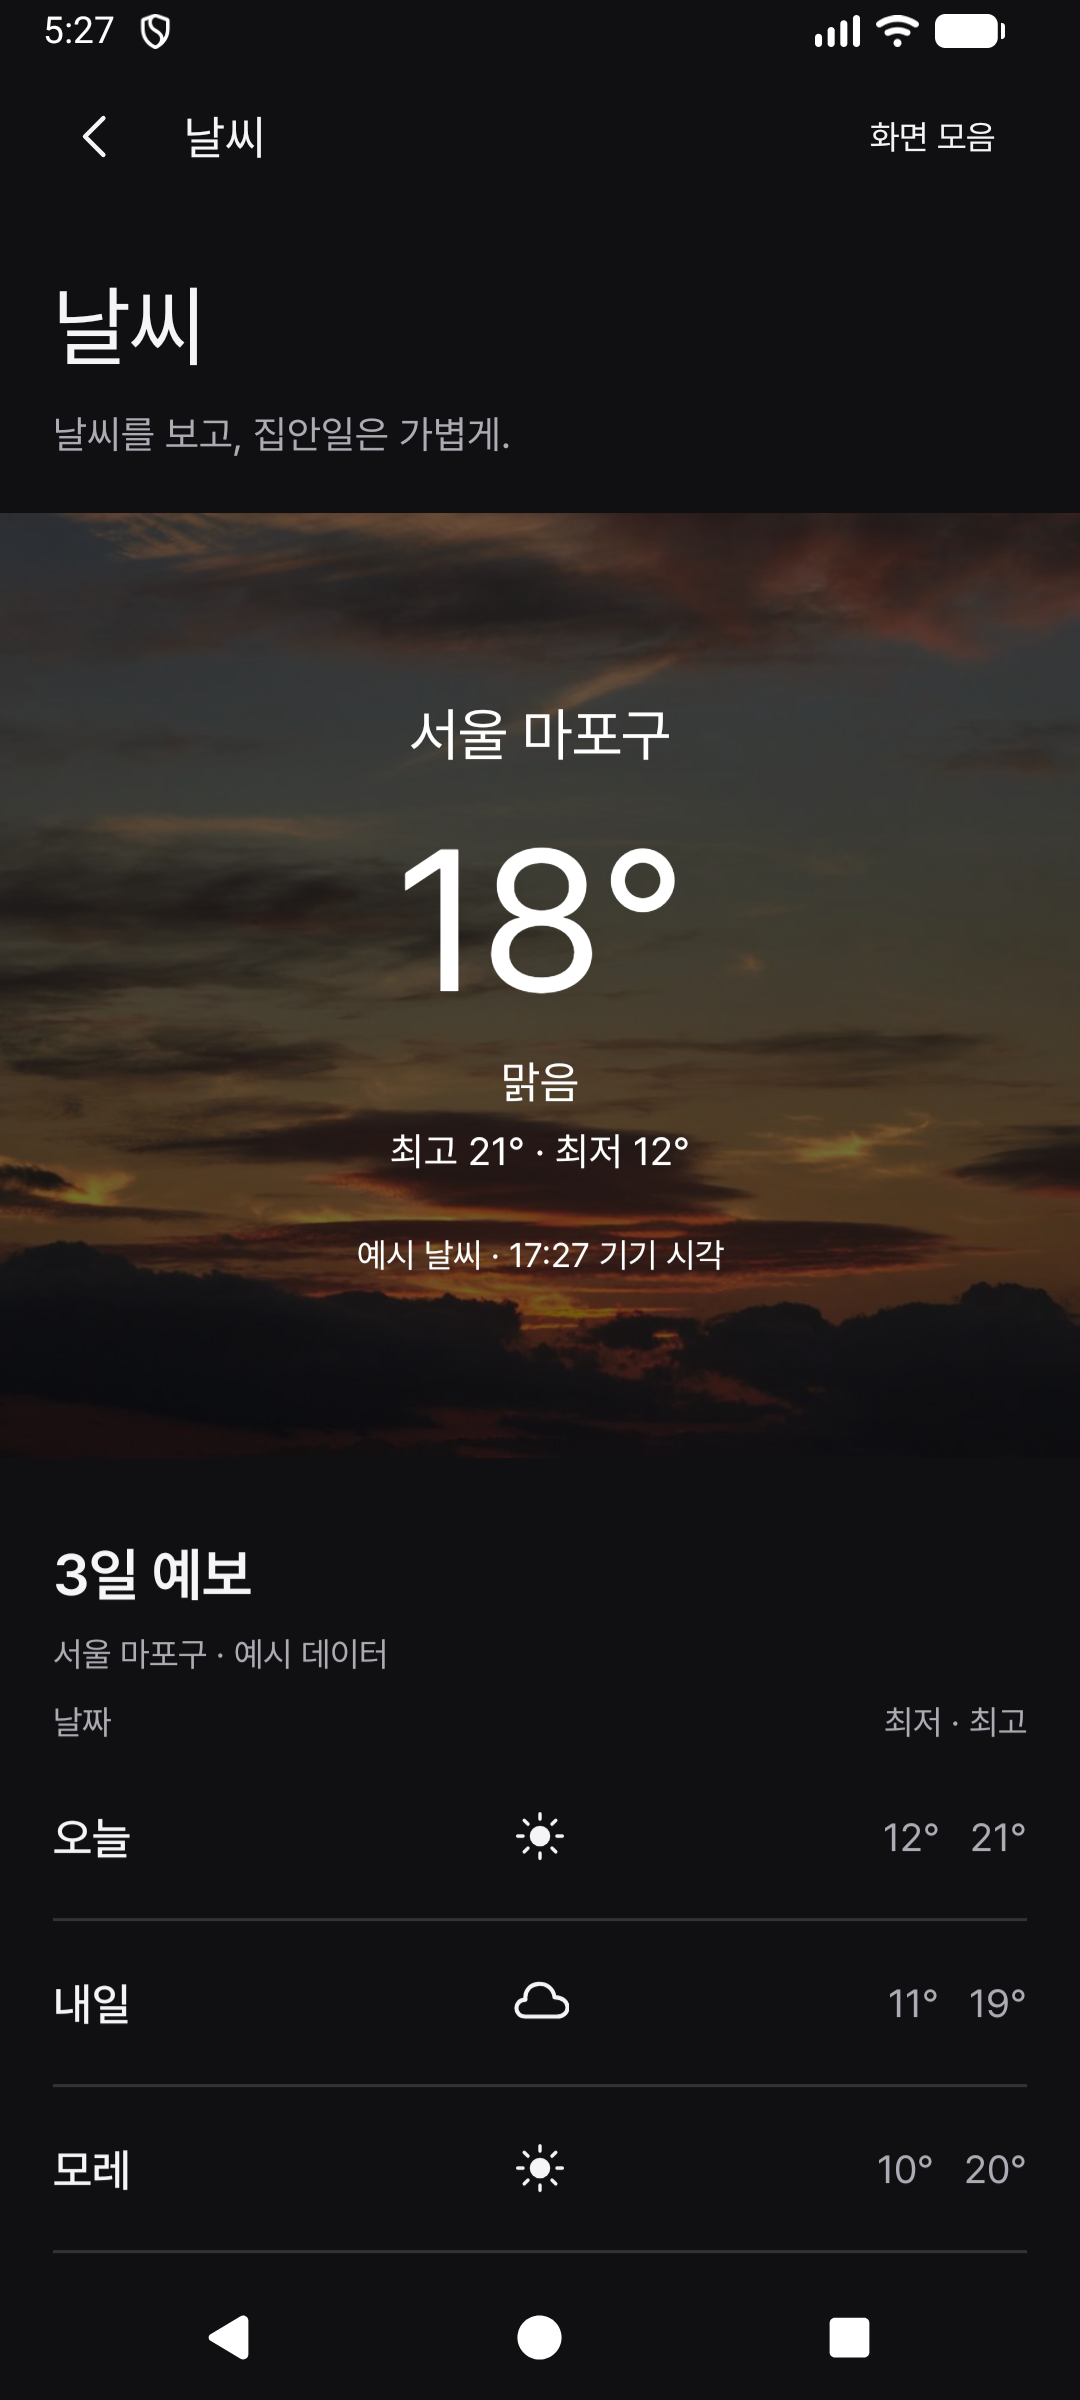 5:27
날씨
화면 모음
날씨
날씨를 보고, 집안일은 가볍게.
서울 마포구
18°
맑음
최고 21° · 최저 12°
예시 날씨 · 17:27 기기 시각
3일 예보
서울 마포구 · 예시 데이터
날짜 최저 · 최고
오늘 12° 21°
내일 11° 19°
모레 10° 20°